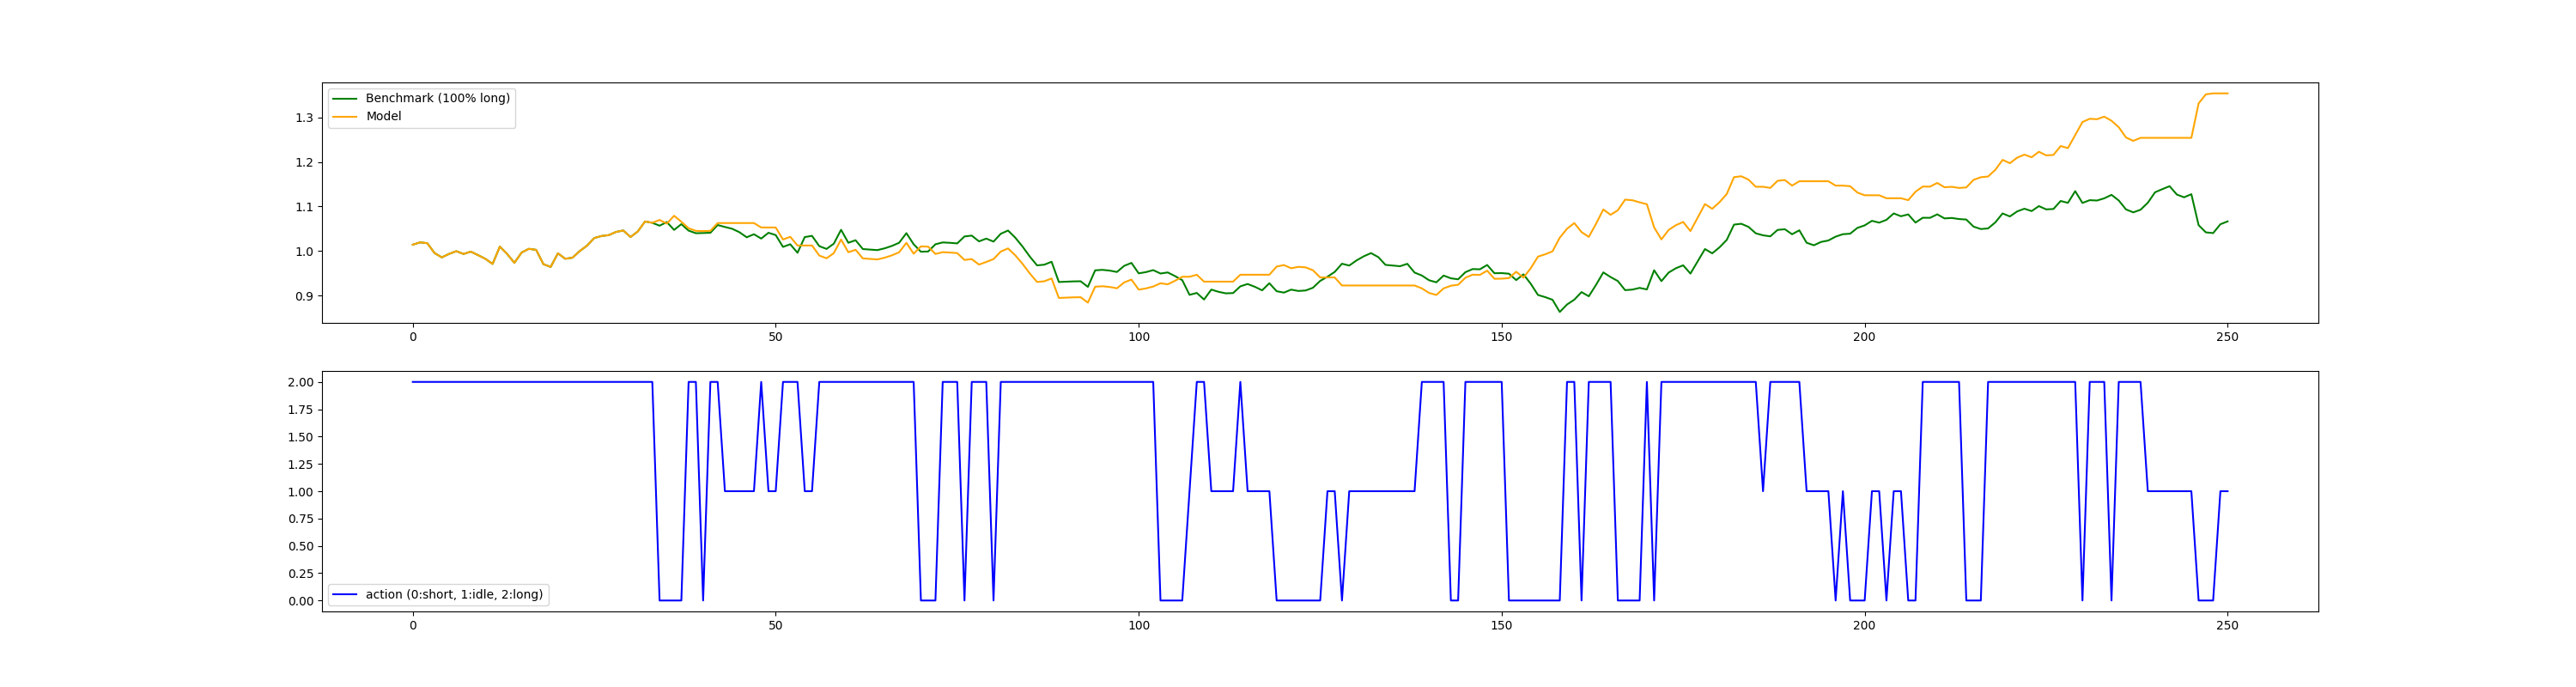 Benchmark (100% long)
Model
1.3
1.2
1.1
1.0
0.9
0 50 100 150 200 250
2.00
1.75
1.50
1.25
1.00
0.75
0.50
0.25
0.00
action (0:short, 1:idle, 2:long)
0 50 100 150 200 250